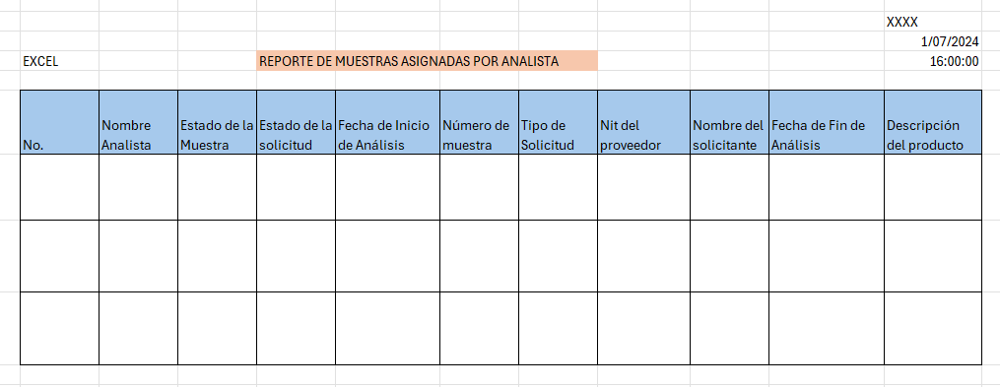 XXXX
1/07/2024
EXCEL REPORTE DE MUESTRAS ASIGNADAS POR ANALISTA 16:00:00
No.
Nombre
Analista
Estado de la
Muestra
Estado de la
solicitud
Fecha de Inicio
de Análisis
Número de
muestra
Tipo de
Solicitud
Nit del
proveedor
Nombre del
solicitante
Fecha de Fin de
Análisis
Descripción
del producto